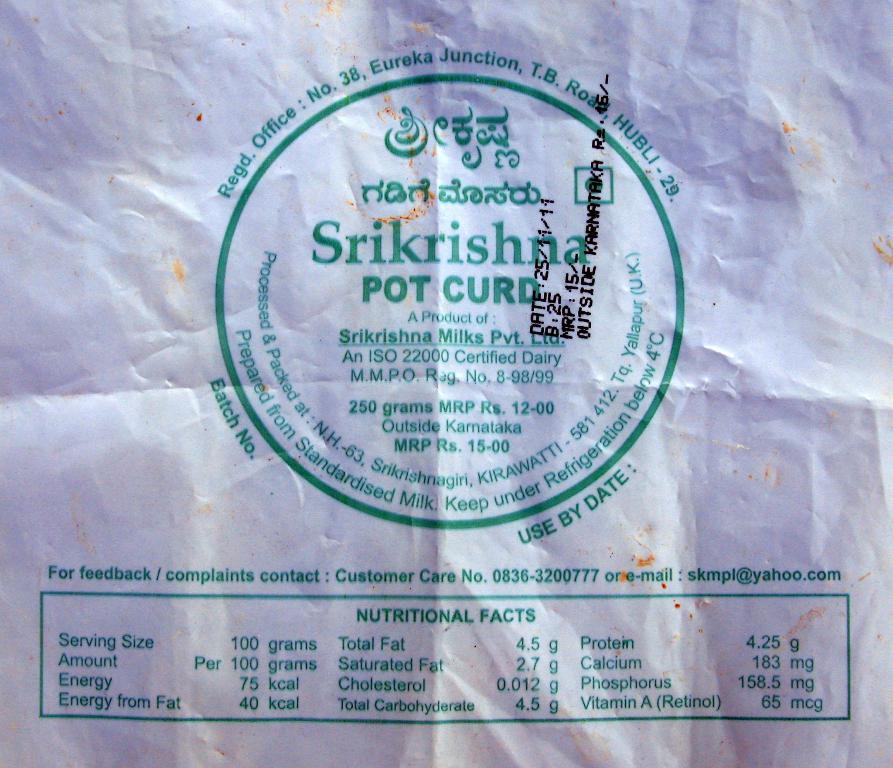 Regd. Office : No. 38, Eureka Junction, T.B. Road, HUBLI - 29.
ಶ್ರೀಕೃಷ್ಣ
ಗಡಿಗೆ ಮೊಸರು
Srikrishna
POT CURD
A Product of :
Srikrishna Milks Pvt. Ltd.
An ISO 22000 Certified Dairy
M.M.P.O. Reg. No. 8-98/99
250 grams MRP Rs. 12-00
Outside Karnataka
MRP Rs. 15-00
Processed & Packed at : N.H.-63, Srikrishnagiri, KIRAWATTI - 581 412. Tq. Yallapur (U.K.)
Prepared from Standardised Milk. Keep under Refrigeration below 4°C
Batch No.
USE BY DATE :
DATE:25/11/11
B:25
MRP:15/-
OUTSIDE KARNATAKA Rs.16/-
For feedback / complaints contact : Customer Care No. 0836-3200777 or e-mail : skmpl@yahoo.com
NUTRITIONAL FACTS
Serving Size 100 grams Total Fat 4.5 g Protein 4.25 g
Amount Per 100 grams Saturated Fat 2.7 g Calcium 183 mg
Energy 75 kcal Cholesterol 0.012 g Phosphorus 158.5 mg
Energy from Fat 40 kcal Total Carbohyderate 4.5 g Vitamin A (Retinol) 65 mcg